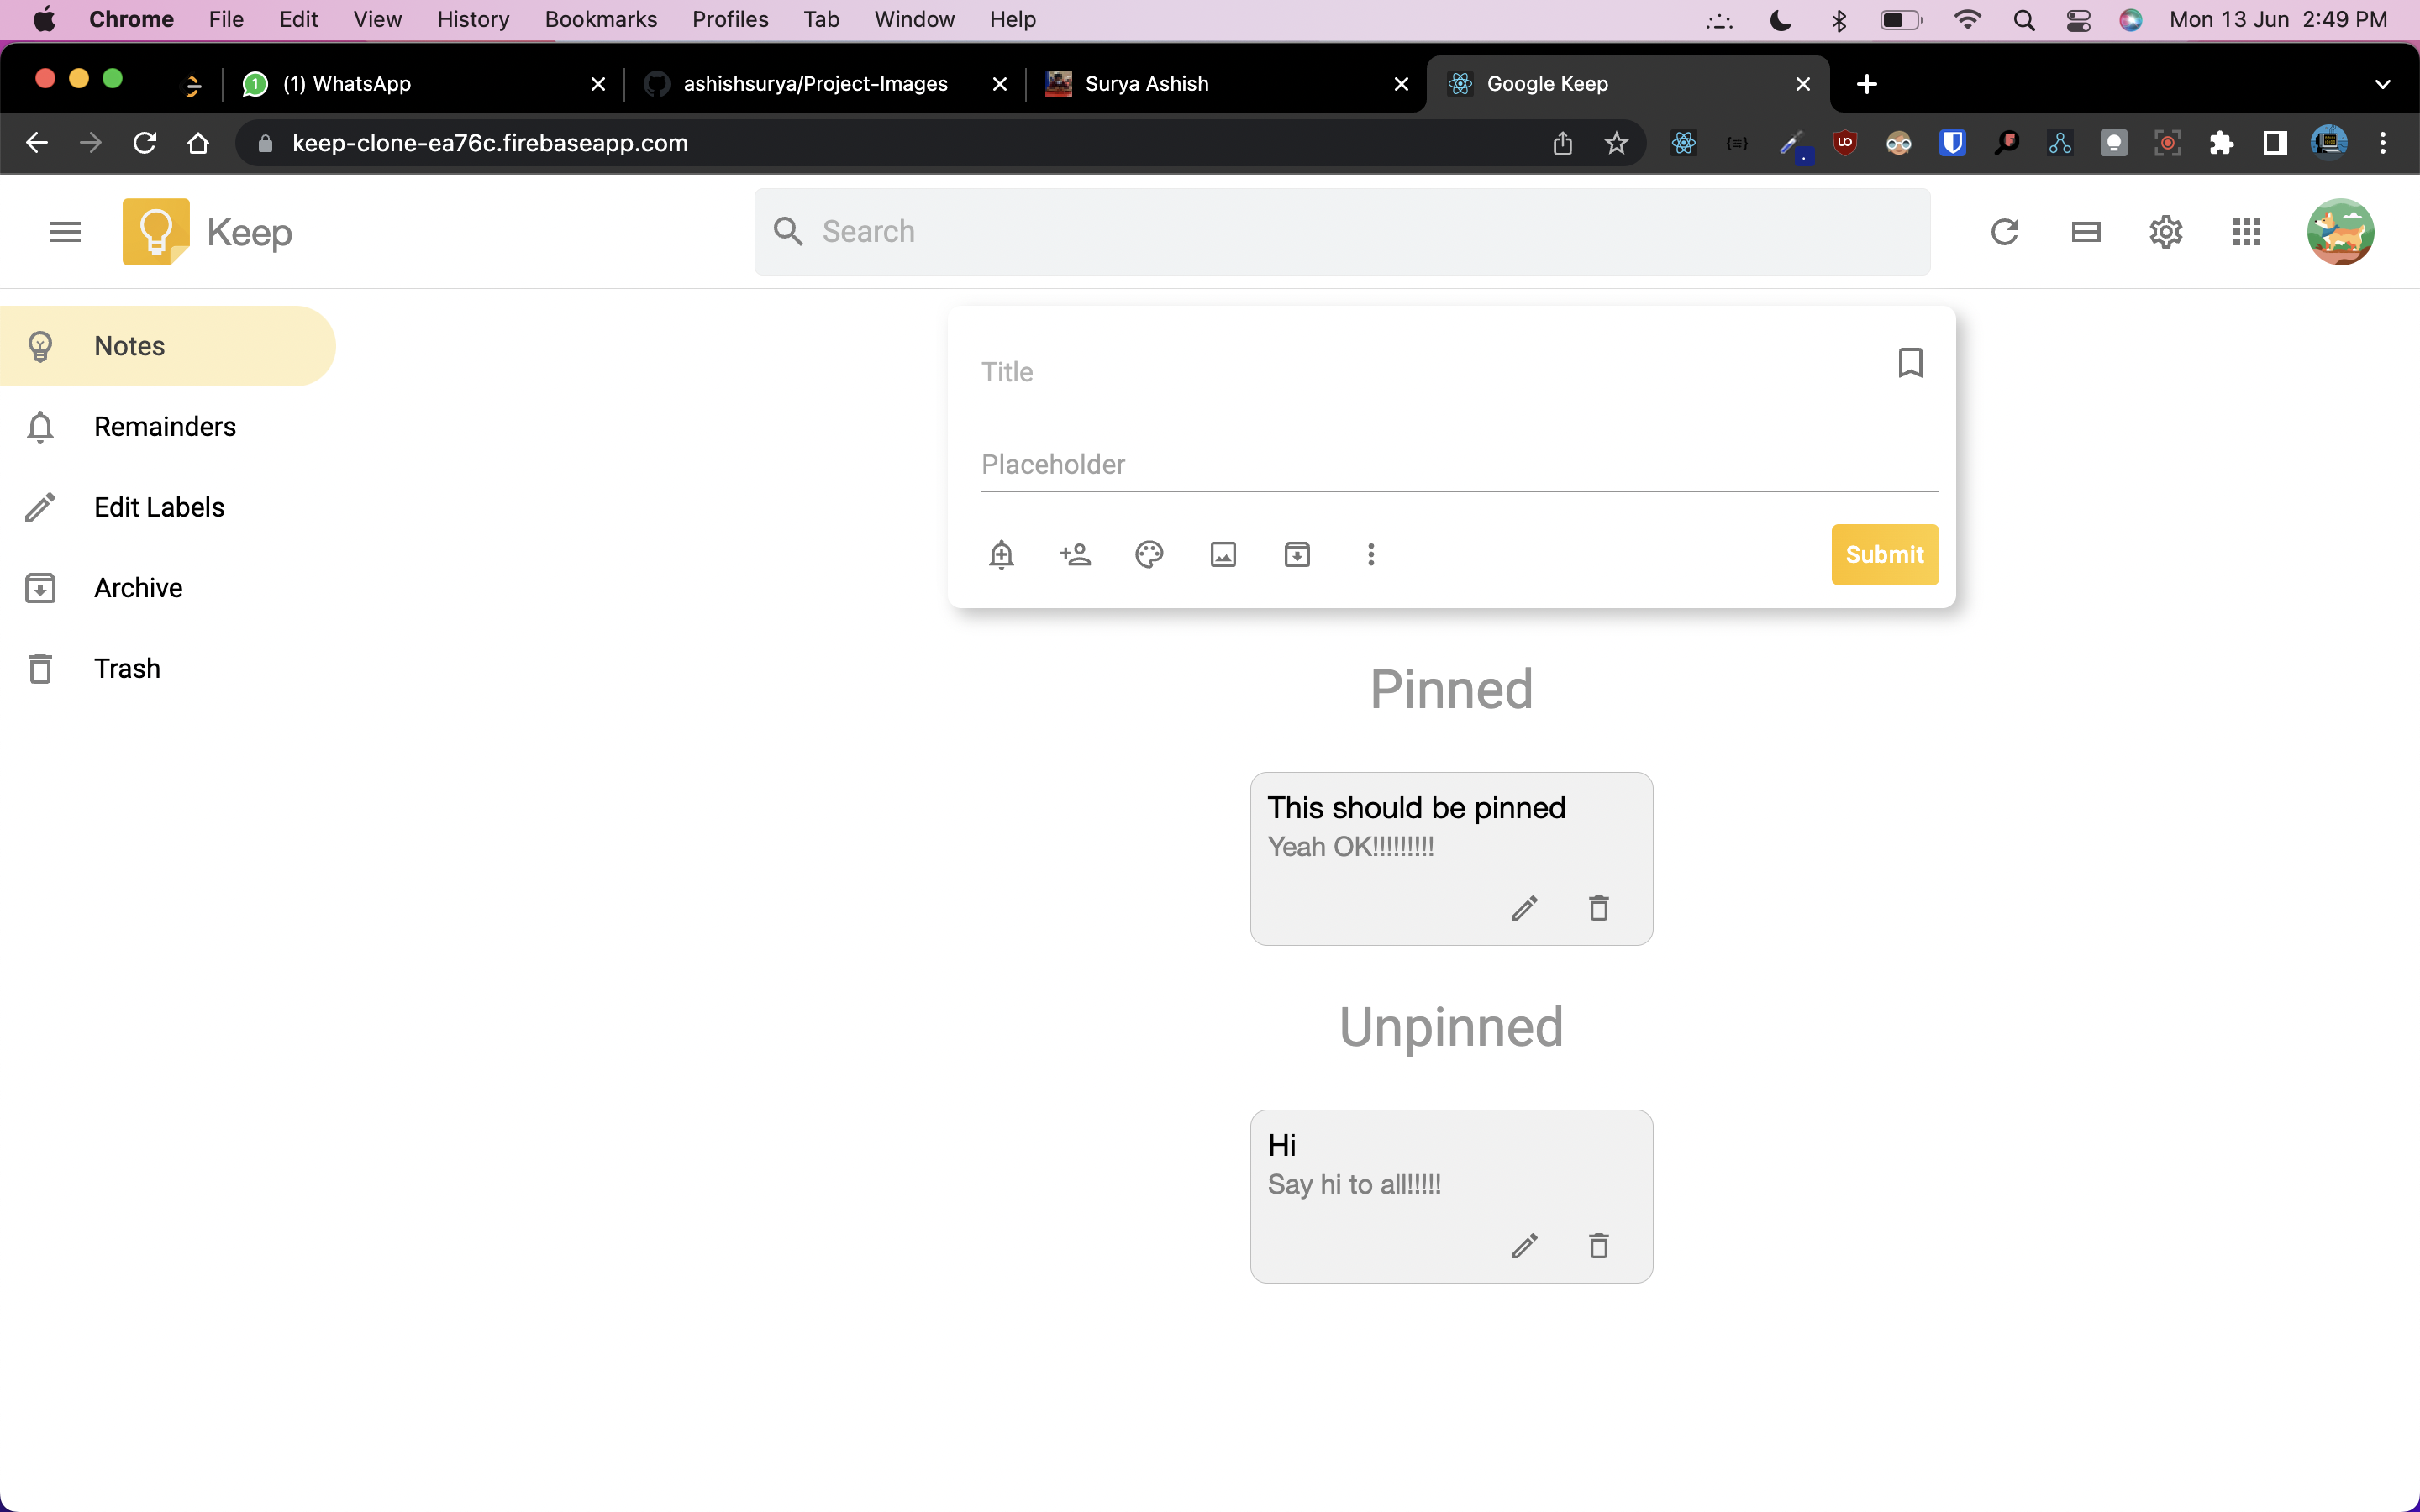 Chrome File Edit View History Bookmarks Profiles Tab Window Help Mon 13 Jun 2:49 PM
(1) WhatsApp ashishsurya/Project-Images Surya Ashish Google Keep
keep-clone-ea76c.firebaseapp.com
Keep Search
Notes
Remainders
Edit Labels
Archive
Trash
Title
Placeholder
Submit
Pinned
This should be pinned
Yeah OK!!!!!!!!!
Unpinned
Hi
Say hi to all!!!!!